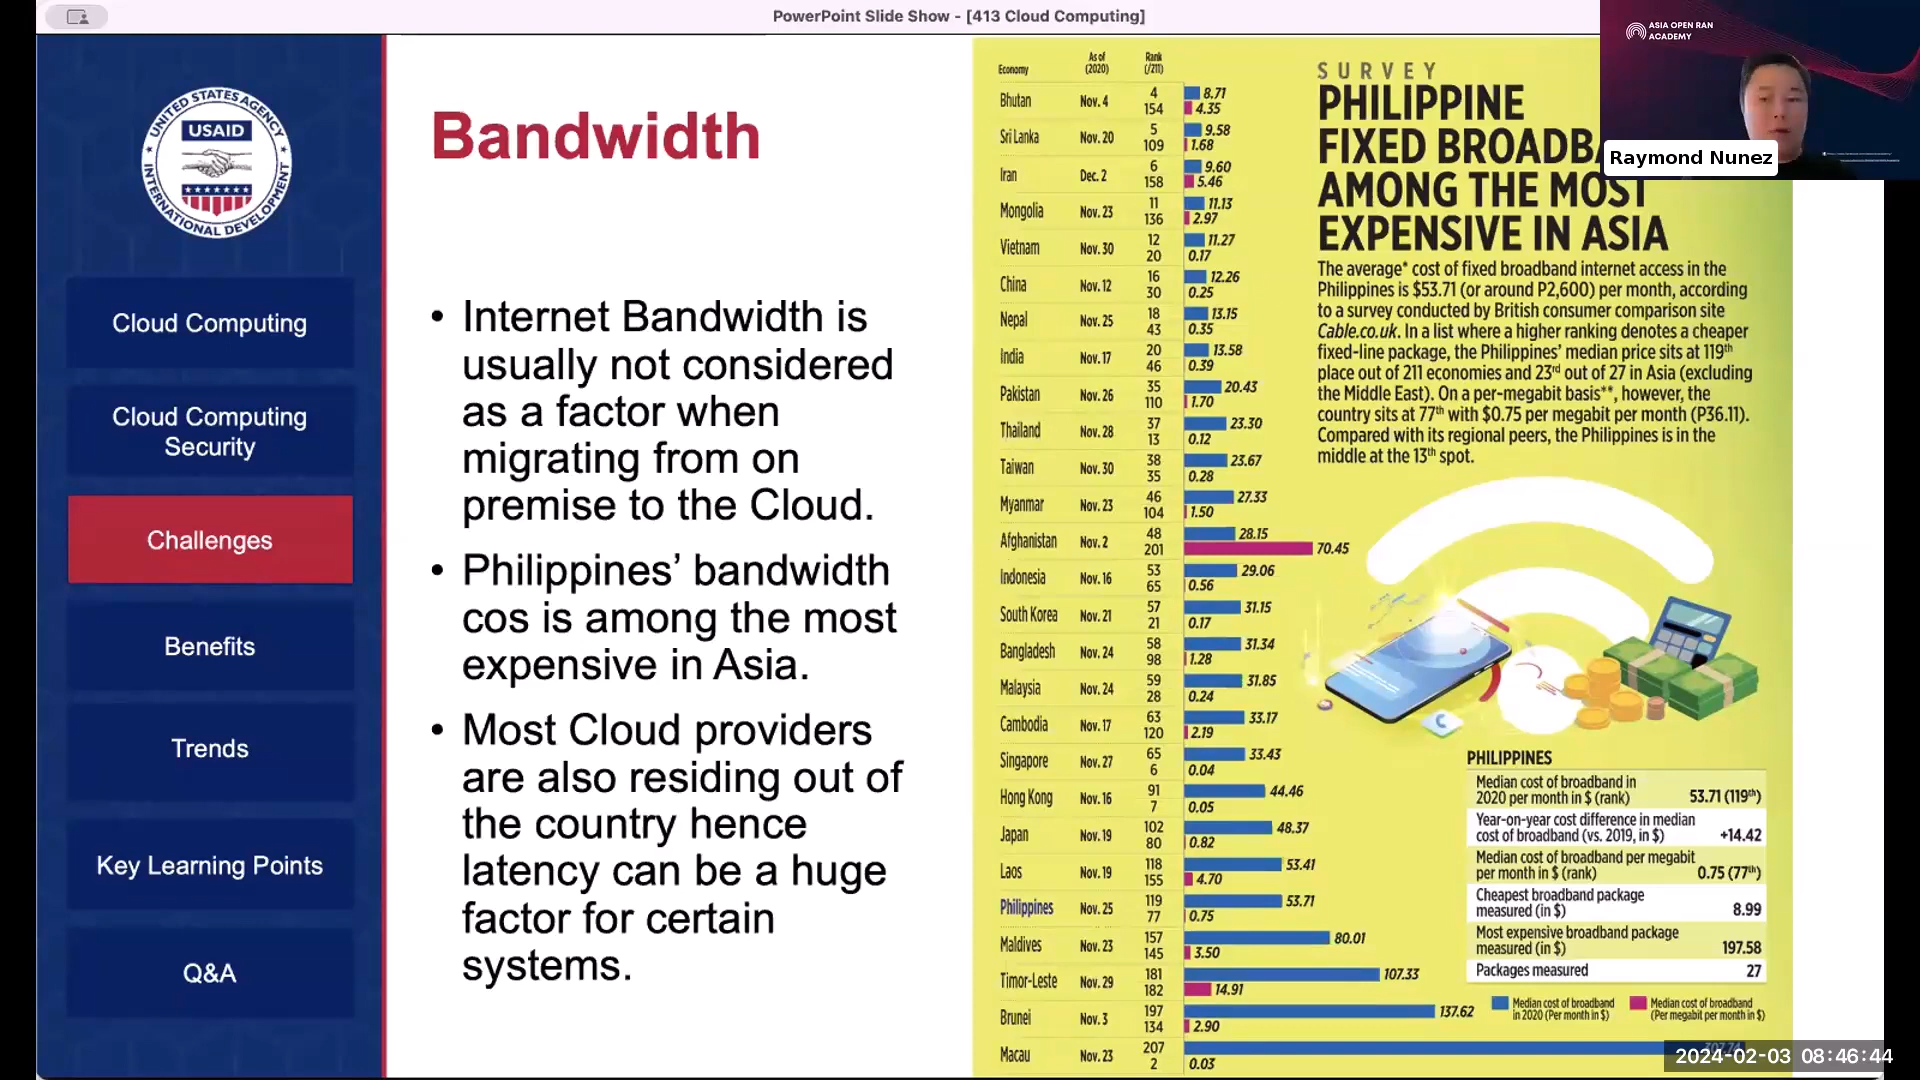 PowerPoint Slide Show - [413 Cloud Computing]
UNITED STATES AGENCY
USAID
INTERNATIONAL DEVELOPMENT
Cloud Computing
Cloud Computing
Security
Challenges
Benefits
Trends
Key Learning Points
Q&A
Bandwidth
• Internet Bandwidth is
usually not considered
as a factor when
migrating from on
premise to the Cloud.
• Philippines’ bandwidth
cos is among the most
expensive in Asia.
• Most Cloud providers
are also residing out of
the country hence
latency can be a huge
factor for certain
systems.
Economy As of (2020) Rank (/211)
Bhutan Nov. 4 4 154 8.71 4.35
Sri Lanka Nov. 20 5 109 9.58 1.68
Iran Dec. 2 6 158 9.60 5.46
Mongolia Nov. 23 11 136 11.13 2.97
Vietnam Nov. 30 12 20 11.27 0.17
China Nov. 12 16 30 12.26 0.25
Nepal Nov. 25 18 43 13.15 0.35
India Nov. 17 20 46 13.58 0.39
Pakistan Nov. 26 35 110 20.43 1.70
Thailand Nov. 28 37 13 23.30 0.12
Taiwan Nov. 30 38 35 23.67 0.28
Myanmar Nov. 23 46 104 27.33 1.50
Afghanistan Nov. 2 48 201 28.15 70.45
Indonesia Nov. 16 53 65 29.06 0.56
South Korea Nov. 21 57 21 31.15 0.17
Bangladesh Nov. 24 58 98 31.34 1.28
Malaysia Nov. 24 59 28 31.85 0.24
Cambodia Nov. 17 63 120 33.17 2.19
Singapore Nov. 27 65 6 33.43 0.04
Hong Kong Nov. 16 91 7 44.46 0.05
Japan Nov. 19 102 80 48.37 0.82
Laos Nov. 19 118 155 53.41 4.70
Philippines Nov. 25 119 77 53.71 0.75
Maldives Nov. 23 157 145 80.01 3.50
Timor-Leste Nov. 29 181 182 107.33 14.91
Brunei Nov. 3 197 134 137.62 2.90
Macau Nov. 23 207 2 0.03
SURVEY
PHILIPPINE
FIXED BROADBA
AMONG THE MOST
EXPENSIVE IN ASIA
The average* cost of fixed broadband internet access in the
Philippines is $53.71 (or around P2,600) per month, according
to a survey conducted by British consumer comparison site
Cable.co.uk. In a list where a higher ranking denotes a cheaper
fixed-line package, the Philippines’ median price sits at 119th
place out of 211 economies and 23rd out of 27 in Asia (excluding
the Middle East). On a per-megabit basis**, however, the
country sits at 77th with $0.75 per megabit per month (P36.11).
Compared with its regional peers, the Philippines is in the
middle at the 13th spot.
PHILIPPINES
Median cost of broadband in
2020 per month in $ (rank) 53.71 (119th)
Year-on-year cost difference in median
cost of broadband (vs. 2019, in $) +14.42
Median cost of broadband per megabit
per month in $ (rank) 0.75 (77th)
Cheapest broadband package
measured (in $) 8.99
Most expensive broadband package
measured (in $) 197.58
Packages measured 27
Median cost of broadband
in 2020 (Per month in $)
Median cost of broadband
(Per megabit per month in $)
ASIA OPEN RAN
ACADEMY
Raymond Nunez
2024-02-03 08:46:44